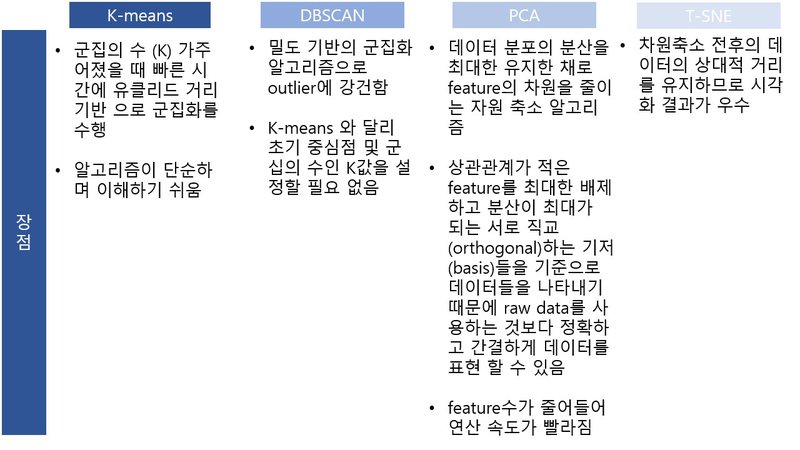 K-means
DBSCAN
PCA
T-SNE
장
점
• 군집의 수 (K) 가주
어졌을 때 빠른 시
간에 유클리드 거리
기반 으로 군집화를
수행
• 알고리즘이 단순하
며 이해하기 쉬움
• 밀도 기반의 군집화
알고리즘으로
outlier에 강건함
• K-means 와 달리
초기 중심점 및 군
십의 수인 K값을 설
정할 필요 없음
• 데이터 분포의 분산을
최대한 유지한 채로
feature의 차원을 줄이
는 자원 축소 알고리
즘
• 상관관계가 적은
feature를 최대한 배제
하고 분산이 최대가
되는 서로 직교
(orthogonal)하는 기저
(basis)들을 기준으로
데이터들을 나타내기
때문에 raw data를 사
용하는 것보다 정확하
고 간결하게 데이터를
표현 할 수 있음
• feature수가 줄어들어
연산 속도가 빨라짐
• 차원축소 전후의 데
이터의 상대적 거리
를 유지하므로 시각
화 결과가 우수